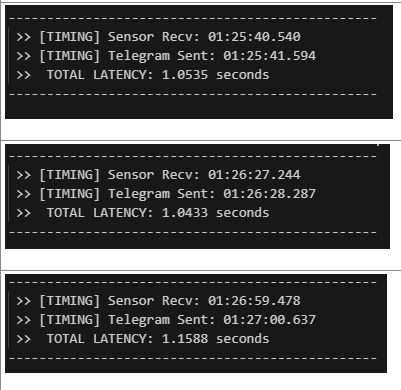 ------------------------------------------------
>> [TIMING] Sensor Recv: 01:25:40.540
>> [TIMING] Telegram Sent: 01:25:41.594
>>  TOTAL LATENCY: 1.0535 seconds
------------------------------------------------
------------------------------------------------
>> [TIMING] Sensor Recv: 01:26:27.244
>> [TIMING] Telegram Sent: 01:26:28.287
>>  TOTAL LATENCY: 1.0433 seconds
------------------------------------------------
------------------------------------------------
>> [TIMING] Sensor Recv: 01:26:59.478
>> [TIMING] Telegram Sent: 01:27:00.637
>>  TOTAL LATENCY: 1.1588 seconds
------------------------------------------------